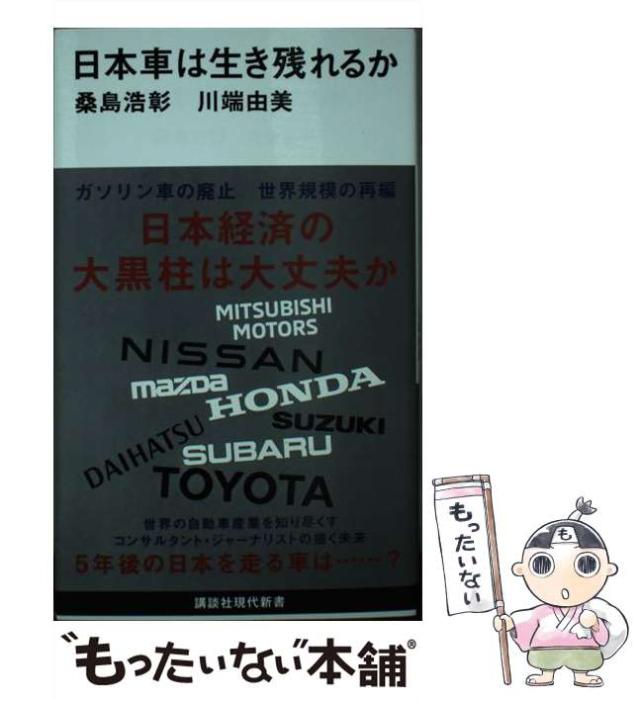 日本車は生き残れるか
桑島浩彰 川端由美
ガソリン車の廃止 世界規模の再編
日本経済の
大黒柱は大丈夫か
MITSUBISHI
MOTORS
NISSAN
mazda
HONDA
SUZUKI
DAIHATSU
SUBARU
TOYOTA
世界の自動車産業を知り尽くす
コンサルタント・ジャーナリストの描く未来
5年後の日本を走る車は……?
講談社現代新書
"もったいない"本舗®
もったいない
も